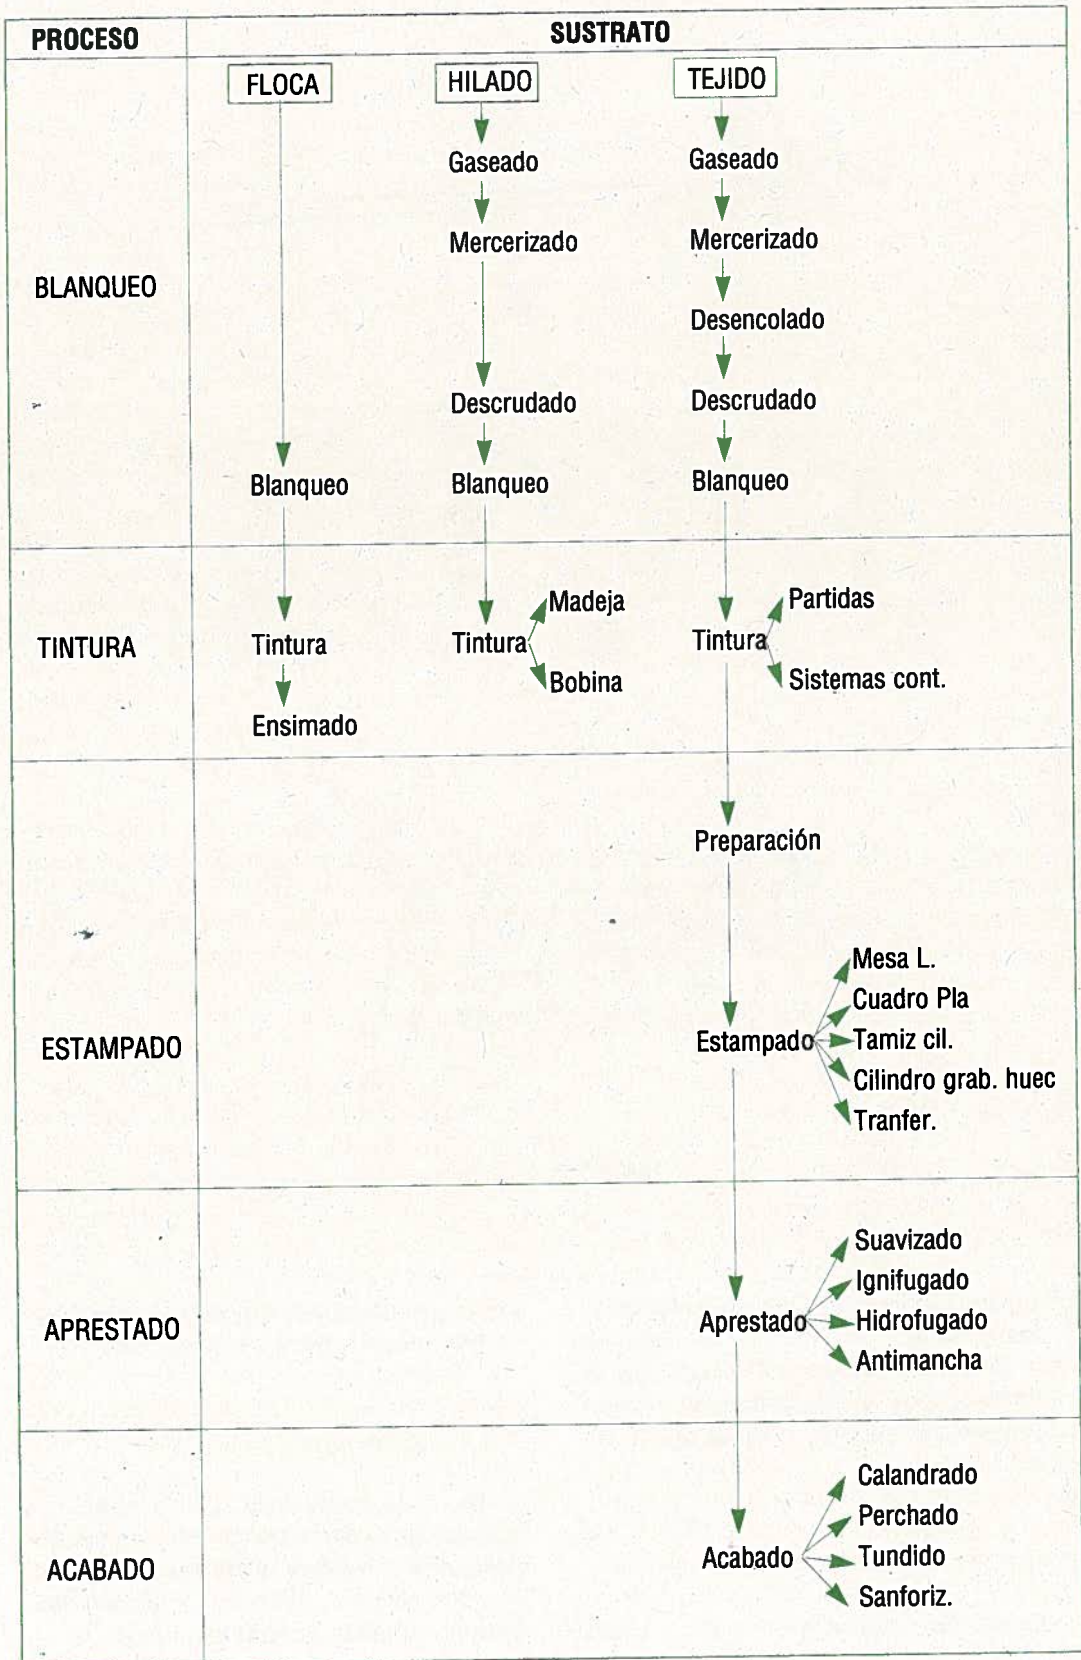 PROCESO SUSTRATO
FLOCA HILADO TEJIDO
Gaseado Gaseado
Mercerizado Mercerizado
BLANQUEO
Desencolado
Descrudado Descrudado
Blanqueo Blanqueo Blanqueo
Madeja Partidas
TINTURA Tintura Tintura Tintura
Bobina Sistemas cont.
Ensimado
Preparación
Mesa L.
Cuadro Pla
ESTAMPADO Estampado Tamiz cil.
Cilindro grab. huec
Tranfer.
Suavizado
Ignifugado
APRESTADO Aprestado Hidrofugado
Antimancha
Calandrado
Perchado
ACABADO Acabado Tundido
Sanforiz.